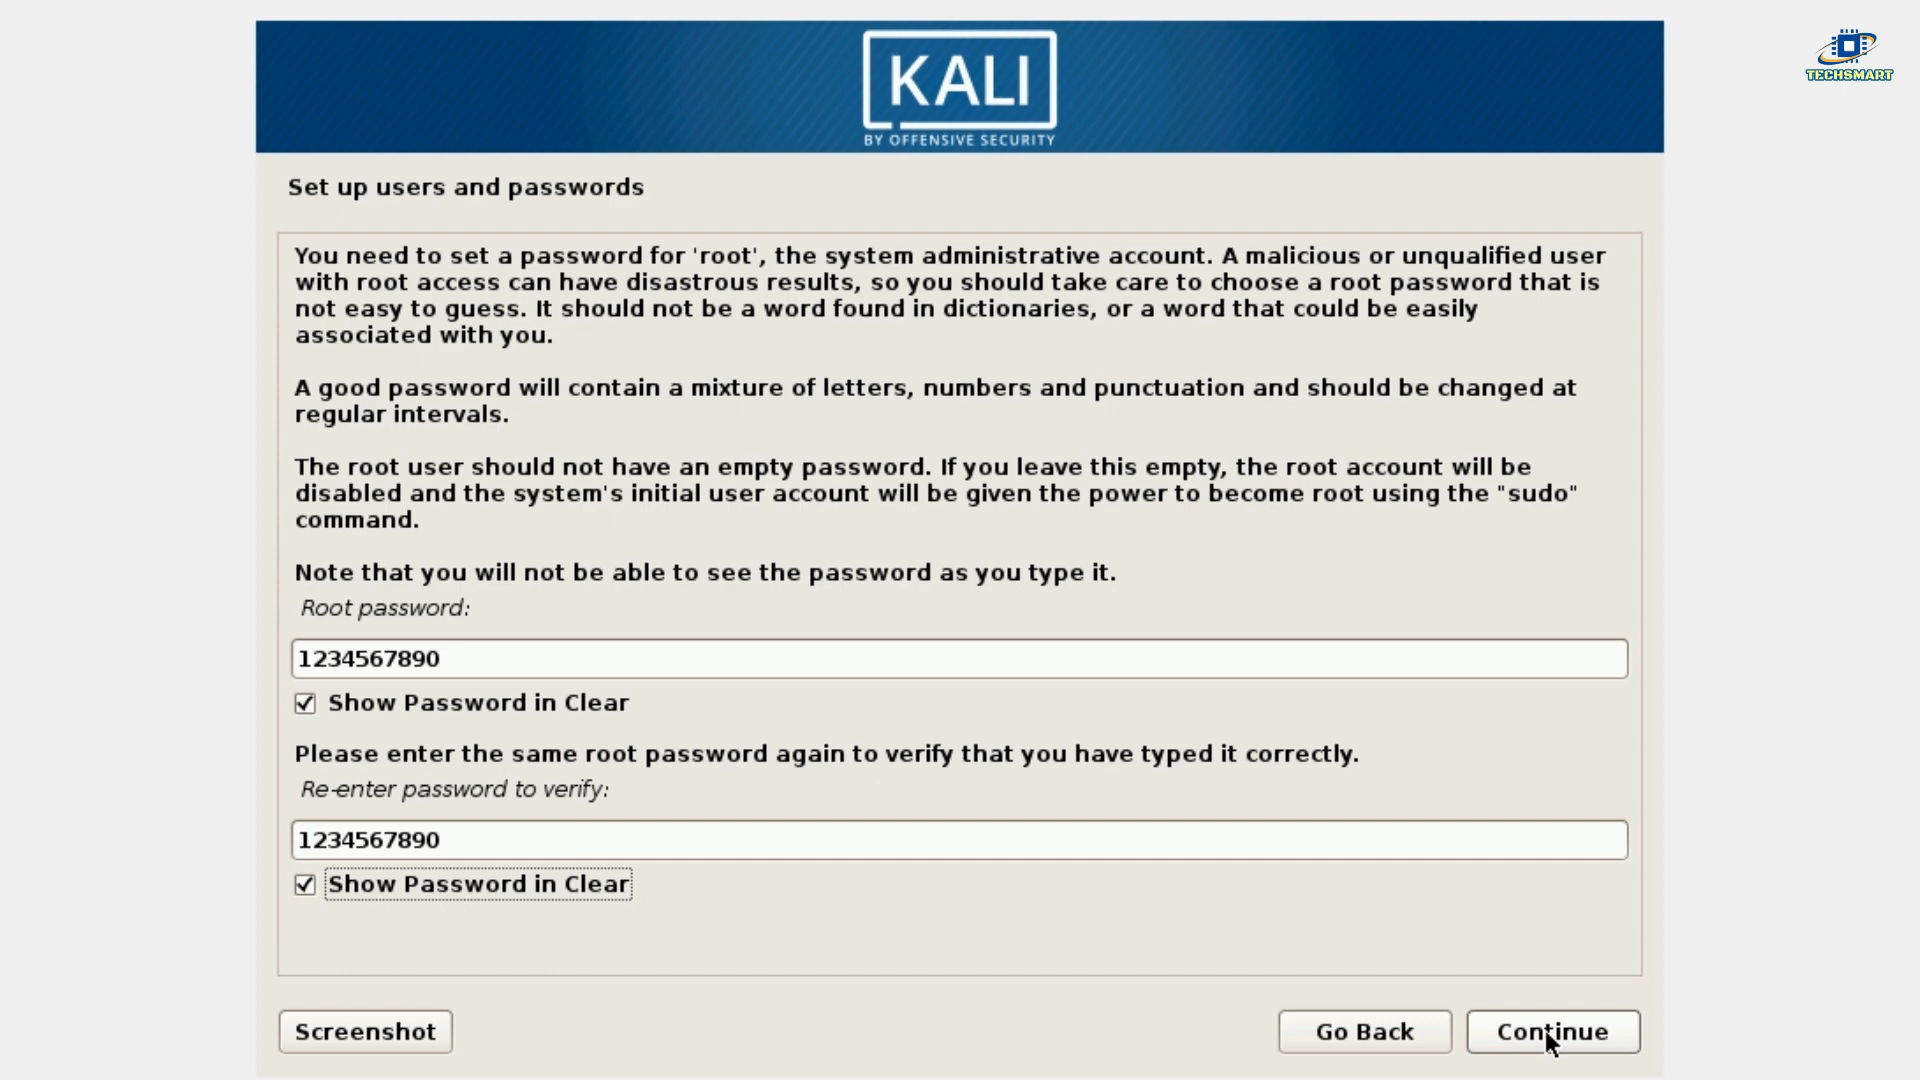 KALI
BY OFFENSIVE SECURITY
TECHSMART
Set up users and passwords
You need to set a password for 'root', the system administrative account. A malicious or unqualified user
with root access can have disastrous results, so you should take care to choose a root password that is
not easy to guess. It should not be a word found in dictionaries, or a word that could be easily
associated with you.
A good password will contain a mixture of letters, numbers and punctuation and should be changed at
regular intervals.
The root user should not have an empty password. If you leave this empty, the root account will be
disabled and the system's initial user account will be given the power to become root using the "sudo"
command.
Note that you will not be able to see the password as you type it.
Root password:
1234567890
Show Password in Clear
Please enter the same root password again to verify that you have typed it correctly.
Re-enter password to verify:
1234567890
Show Password in Clear
Screenshot
Go Back
Continue